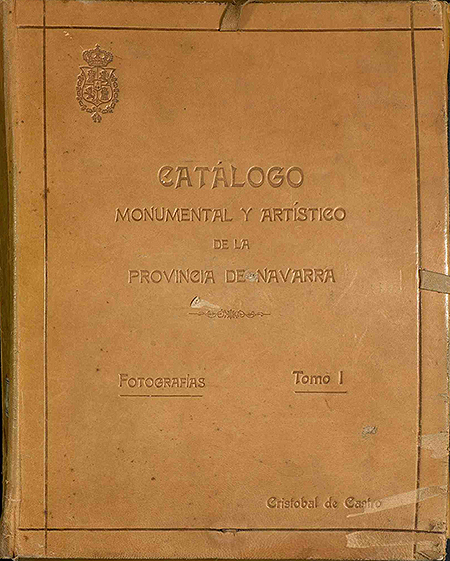 CATÁLOGO
MONUMENTAL Y ARTÍSTICO
DE LA
PROVINCIA DE NAVARRA
FOTOGRAFÍAS Tomo I
Cristobal de Castro